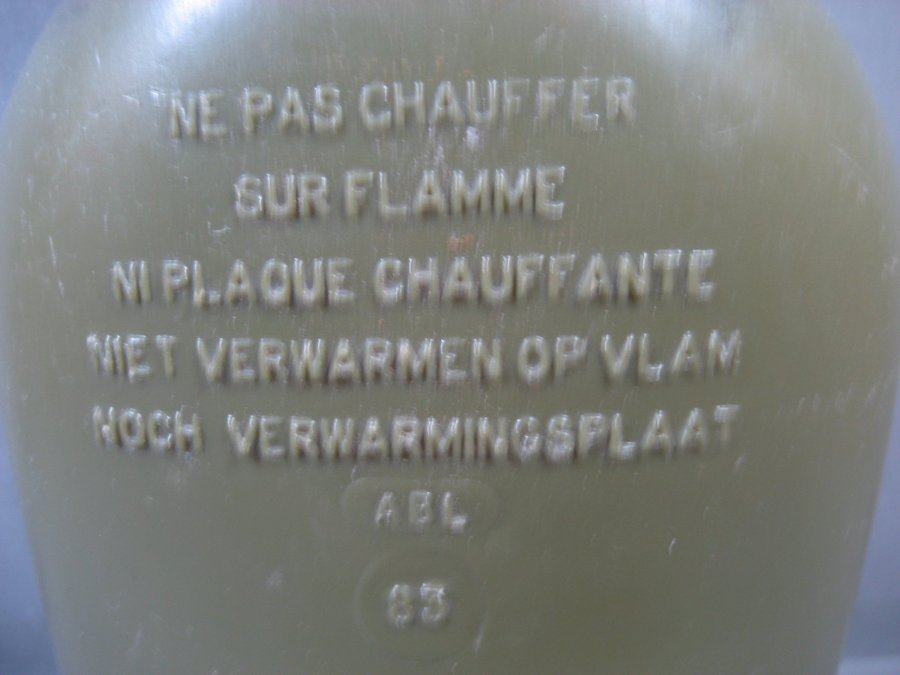 NE PAS CHAUFFER
SUR FLAMME
NI PLAQUE CHAUFFANTE
NIET VERWARMEN OP VLAM
NOCH VERWARMINGSPLAAT
ABL
83